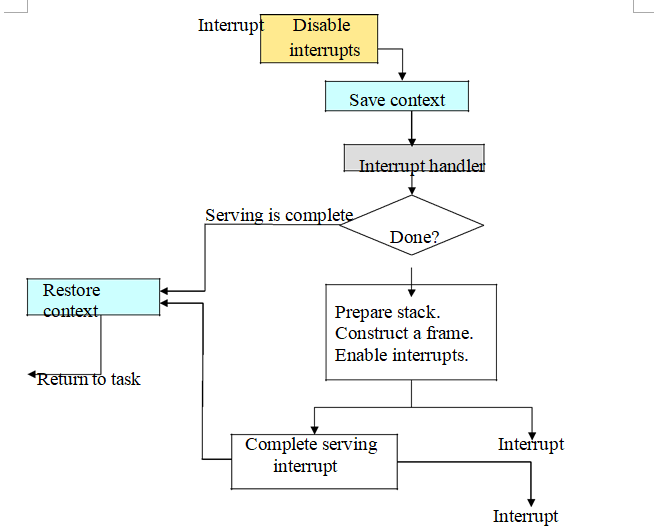 Interrupt
Disable
interrupts
Save context
Interrupt handler
Serving is complete
Done?
Restore
context
Prepare stack.
Construct a frame.
Enable interrupts.
Return to task
Complete serving
interrupt
Interrupt
Interrupt